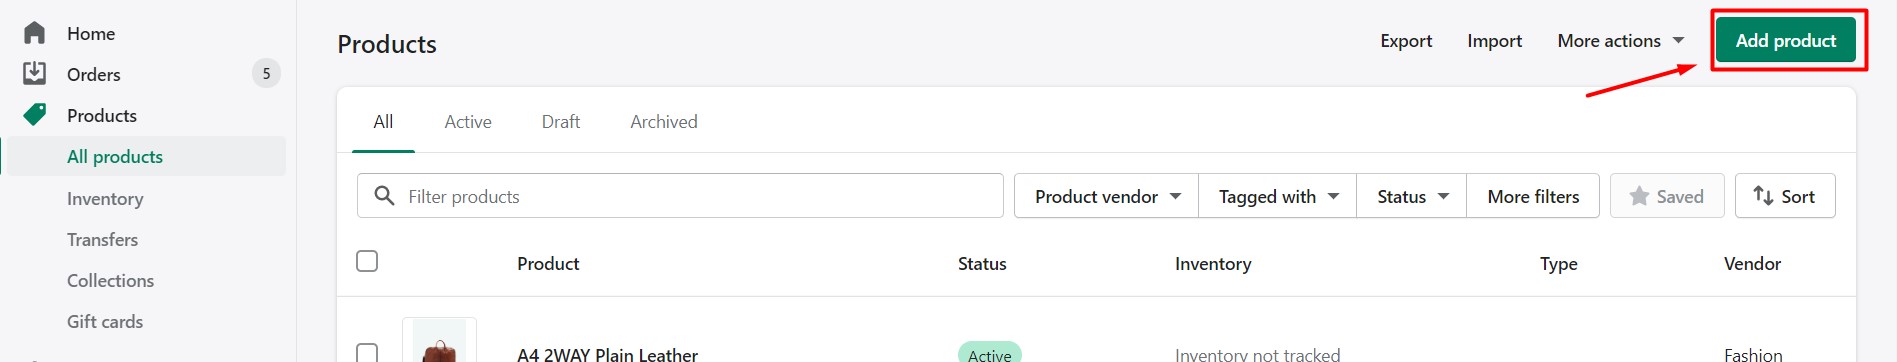 Home
Orders 5
Products
All products
Inventory
Transfers
Collections
Gift cards
Products
Export Import More actions Add product
All Active Draft Archived
Filter products Product vendor Tagged with Status More filters Saved Sort
Product Status Inventory Type Vendor
A4 2WAY Plain Leather Active Inventory not tracked Fashion